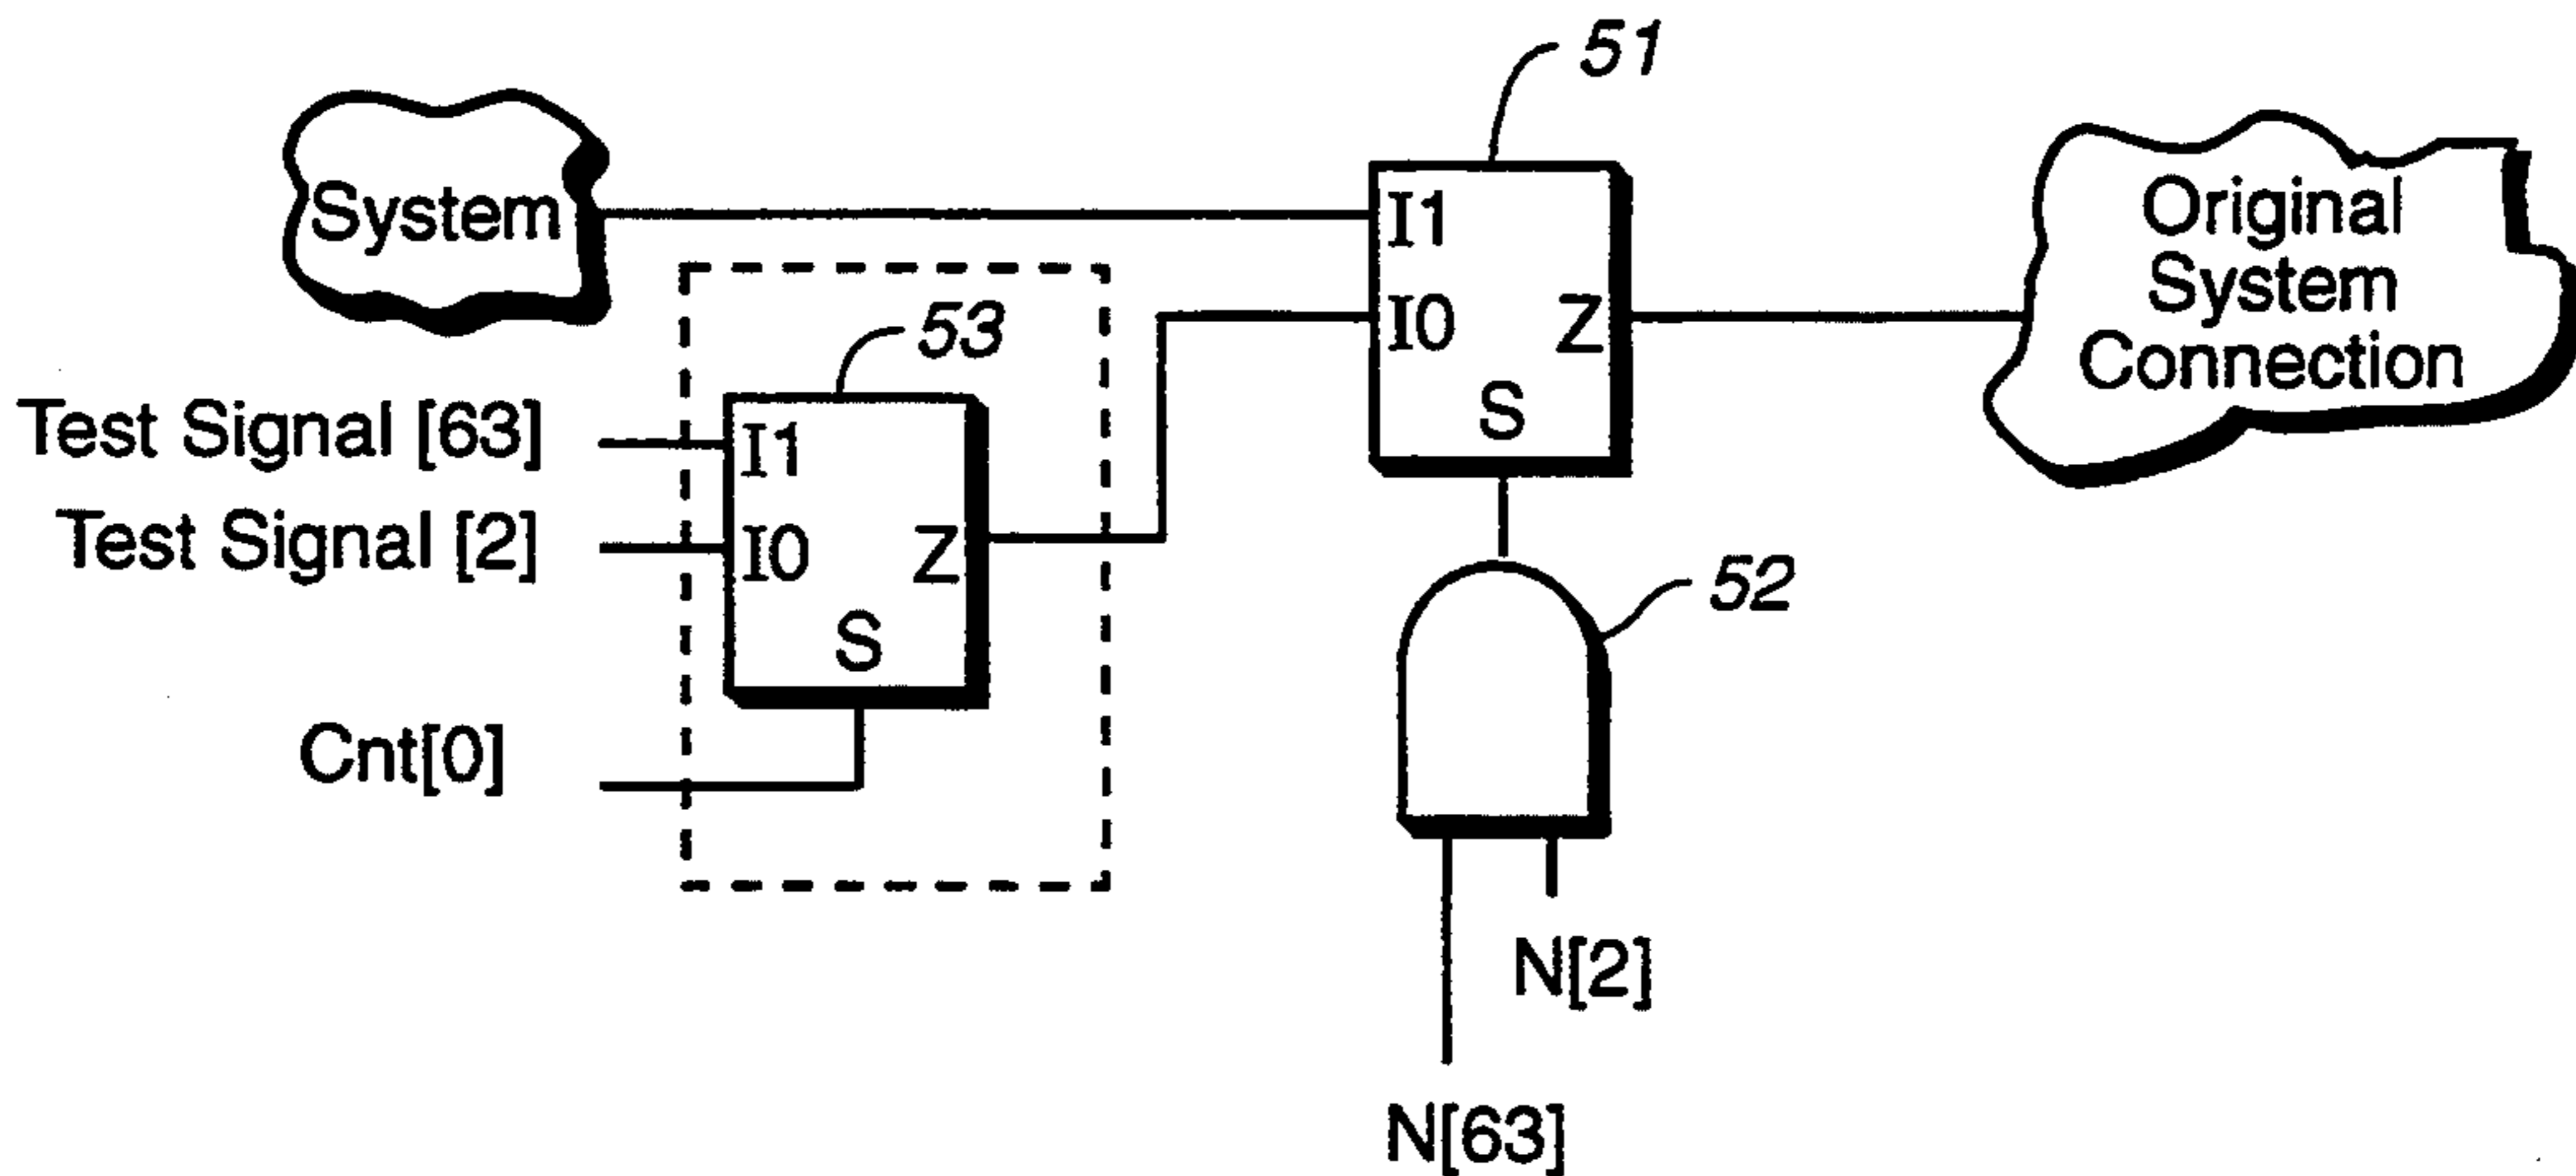 51
System
I1
I0
Z
S
Original
System
Connection
53
Test Signal [63]
Test Signal [2]
Cnt[0]
I1
I0
Z
S
52
N[2]
N[63]